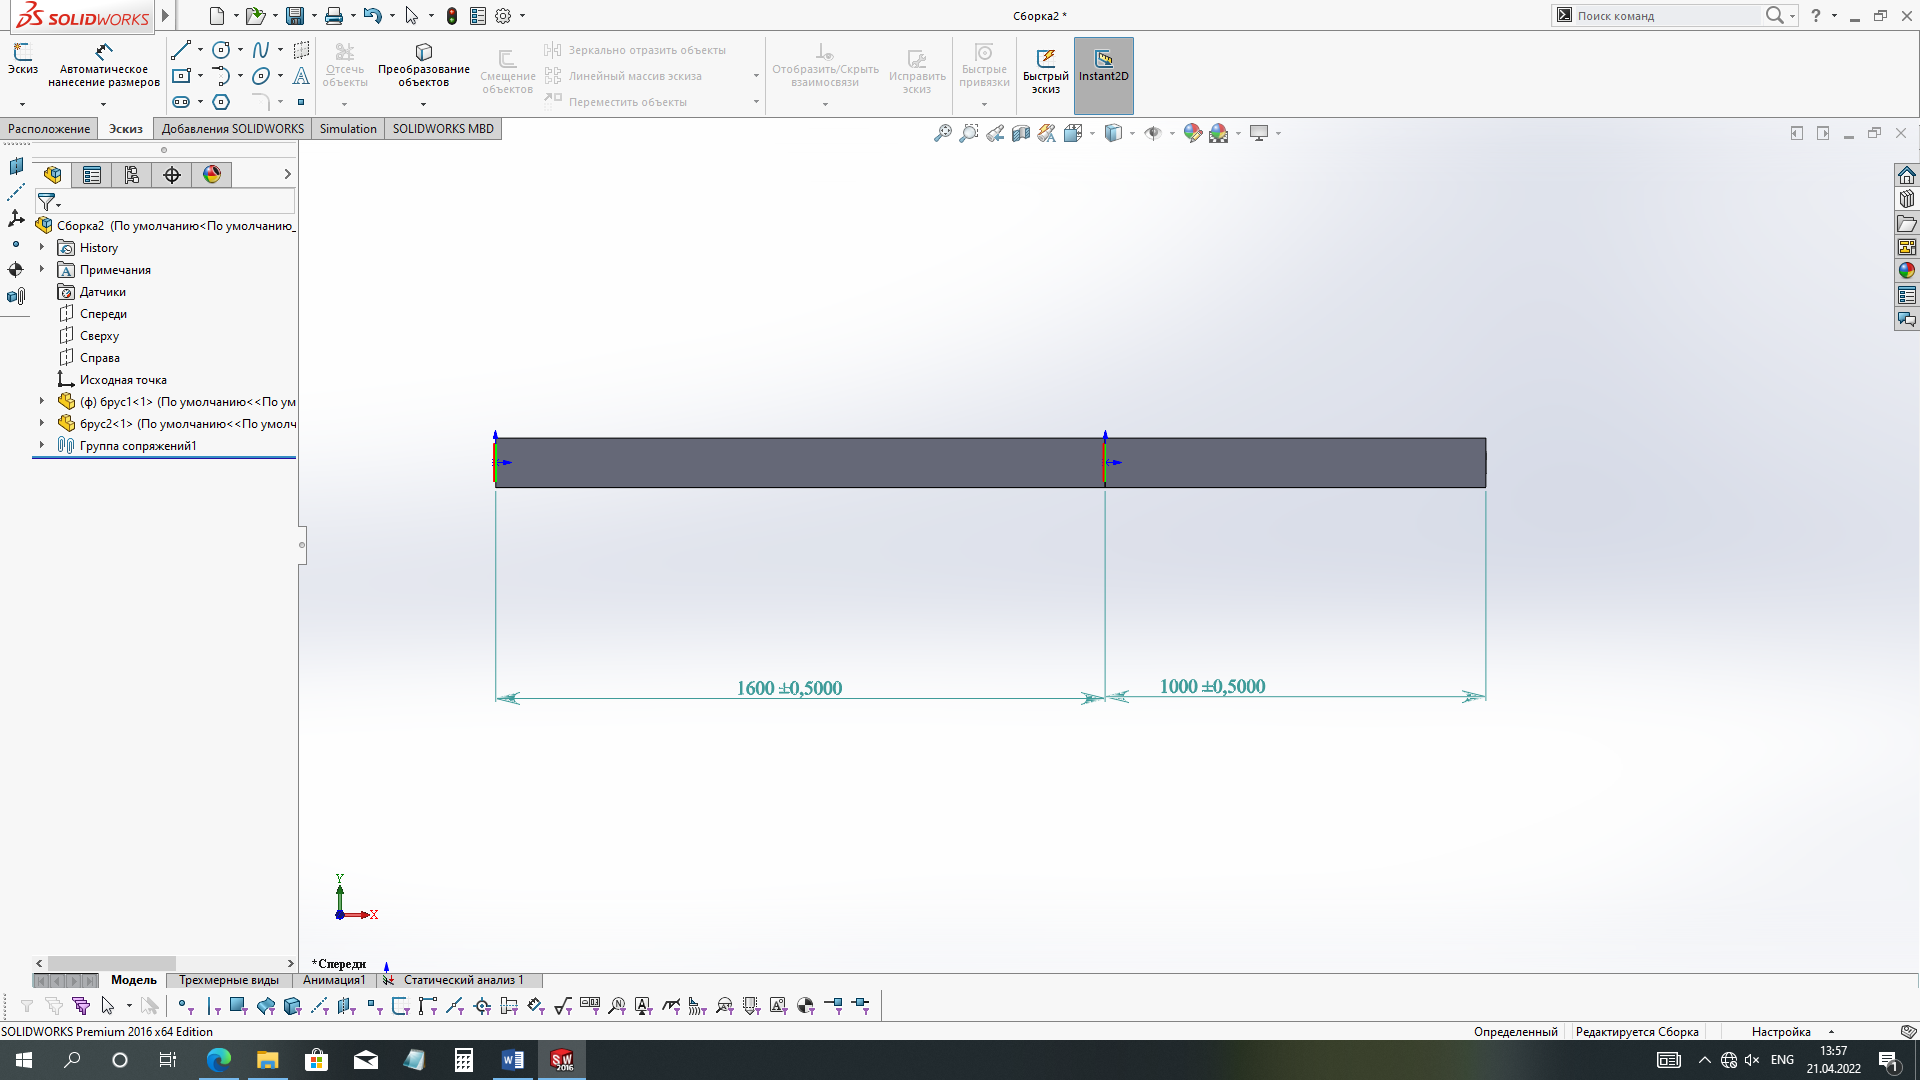 SOLIDWORKS
Сборка2 *
Поиск команд
Эскиз
Автоматическое нанесение размеров
Отсечь объекты
Преобразование объектов
Смещение объектов
Зеркально отразить объекты
Линейный массив эскиза
Переместить объекты
Отобразить/Скрыть взаимосвязи
Исправить эскиз
Быстрые привязки
Быстрый эскиз
Instant2D
Расположение
Эскиз
Добавления SOLIDWORKS
Simulation
SOLIDWORKS MBD
Сборка2 (По умолчанию<По умолчанию_
History
Примечания
Датчики
Спереди
Сверху
Справа
Исходная точка
(ф) брус1<1> (По умолчанию<<По ум
брус2<1> (По умолчанию<<По умолч
Группа сопряжений1
1600 ±0,5000
1000 ±0,5000
Y
X
*Спереди
Модель
Трехмерные виды
Анимация1
Статический анализ 1
SOLIDWORKS Premium 2016 x64 Edition
Определенный
Редактируется Сборка
Настройка
ENG
13:57
21.04.2022
1